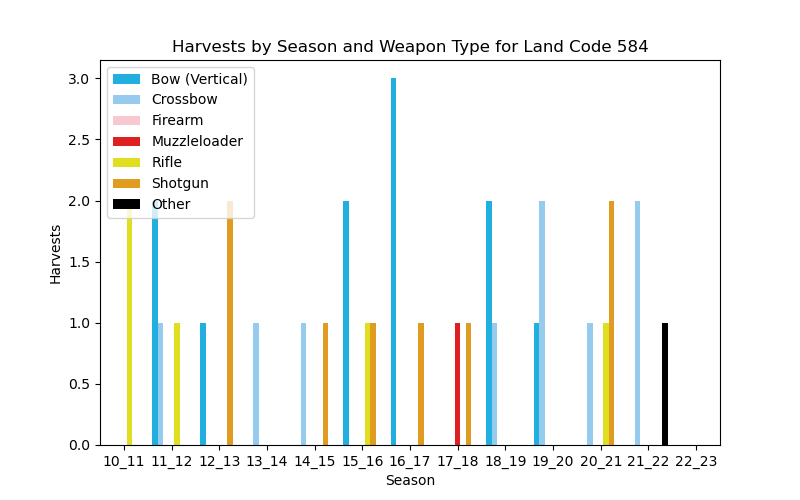 Harvests by Season and Weapon Type for Land Code 584
Bow (Vertical)
Crossbow
Firearm
Muzzleloader
Rifle
Shotgun
Other
Harvests
3.0
2.5
2.0
1.5
1.0
0.5
0.0
10_11 11_12 12_13 13_14 14_15 15_16 16_17 17_18 18_19 19_20 20_21 21_22 22_23
Season